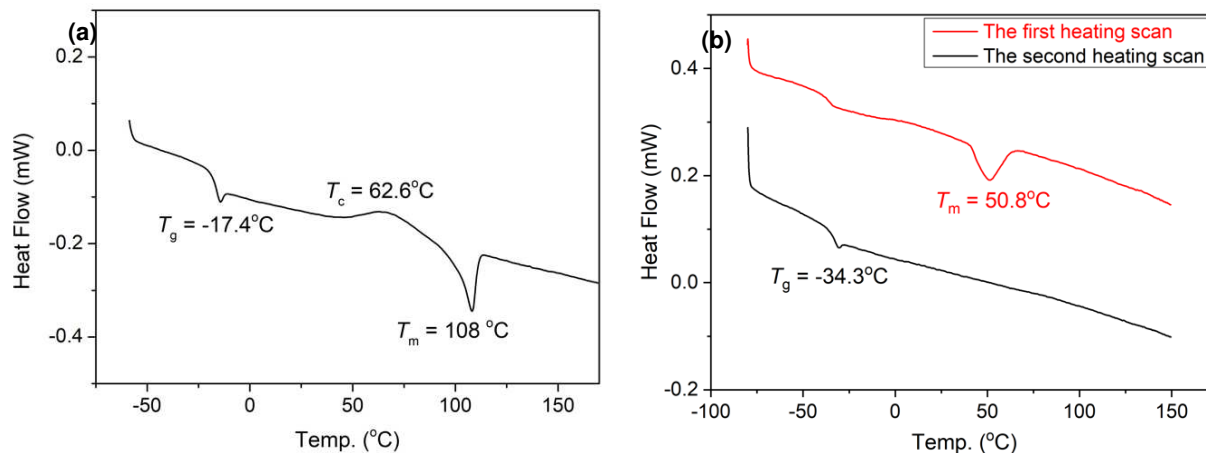 (a)
0.2
0.0
-0.2
-0.4
Heat Flow (mW)
Tc = 62.6°C
Tg = -17.4°C
Tm = 108 °C
-50 0 50 100 150
Temp. (°C)
(b)
The first heating scan
The second heating scan
0.4
0.2
0.0
-0.2
Heat Flow (mW)
Tm = 50.8°C
Tg = -34.3°C
-100 -50 0 50 100 150
Temp. (°C)